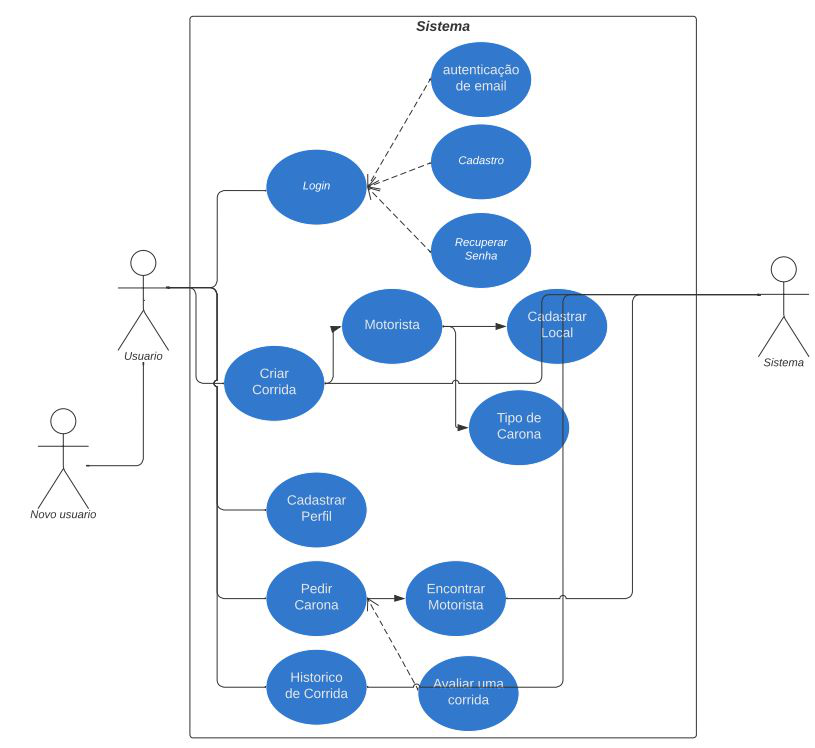 Sistema
autenticação
de email
Cadastro
Login
Recuperar
Senha
Motorista
Cadastrar
Local
Usuario
Sistema
Criar
Corrida
Tipo de
Carona
Novo usuario
Cadastrar
Perfil
Pedir
Carona
Encontrar
Motorista
Historico
de Corrida
Avaliar uma
corrida